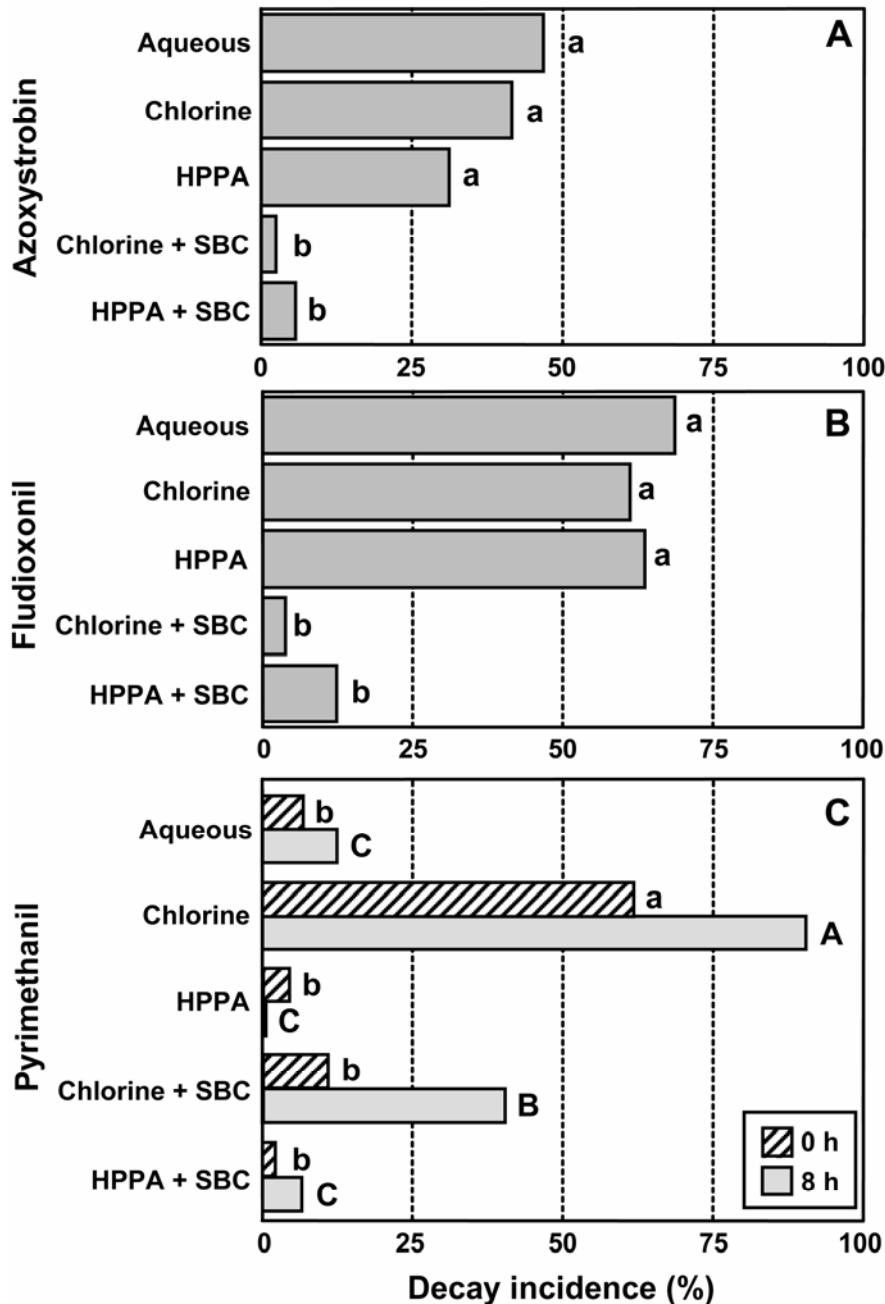 A
Azoxystrobin
Aqueous a
Chlorine a
HPPA a
Chlorine + SBC b
HPPA + SBC b
0 25 50 75 100
B
Fludioxonil
Aqueous a
Chlorine a
HPPA a
Chlorine + SBC b
HPPA + SBC b
0 25 50 75 100
C
Pyrimethanil
Aqueous b
C
Chlorine a
A
HPPA b
C
Chlorine + SBC b
B
HPPA + SBC b
C
0 h
8 h
0 25 50 75 100
Decay incidence (%)